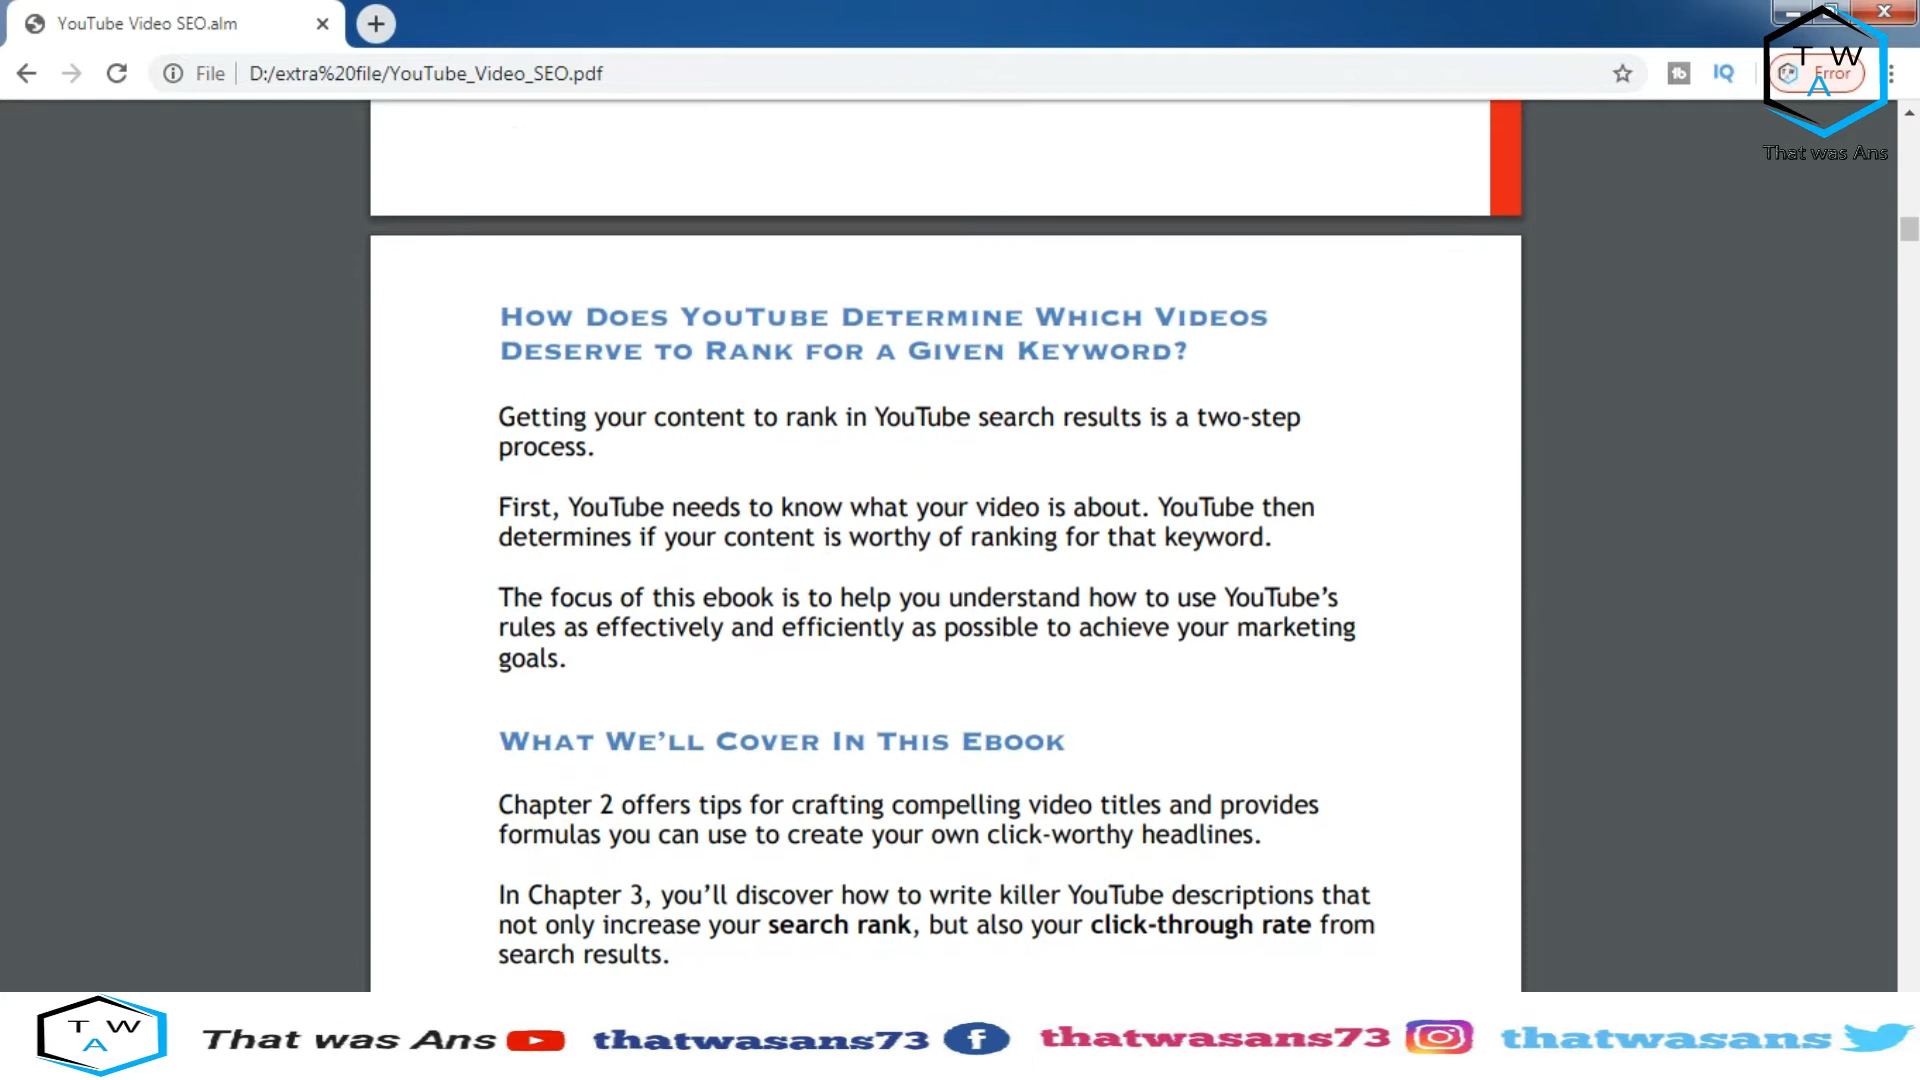 YouTube Video SEO.alm
File
D:/extra%20file/YouTube_Video_SEO.pdf
IQ
Error
T W
A
That was Ans
How Does YouTube Determine Which Videos
Deserve to Rank for a Given Keyword?
Getting your content to rank in YouTube search results is a two-step
process.
First, YouTube needs to know what your video is about. YouTube then
determines if your content is worthy of ranking for that keyword.
The focus of this ebook is to help you understand how to use YouTube’s
rules as effectively and efficiently as possible to achieve your marketing
goals.
What We’ll Cover In This Ebook
Chapter 2 offers tips for crafting compelling video titles and provides
formulas you can use to create your own click-worthy headlines.
In Chapter 3, you’ll discover how to write killer YouTube descriptions that
not only increase your search rank, but also your click-through rate from
search results.
T W
A
That was Ans
thatwasans73
thatwasans73
thatwasans